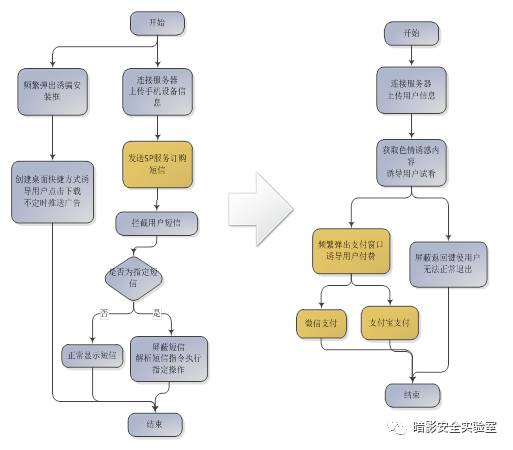 开始
频繁弹出诱骗安
装框
连接服务器
上传手机设备信
息
创建桌面快捷方式诱
导用户点击下载
不定时推送广告
发送SP服务订购
短信
拦截用户短信
是否为指定短
信
否
是
正常显示短信
屏蔽短信
解析短信指令执行
指定操作
结束
开始
连接服务器
上传用户信息
获取色情诱惑内
容
诱导用户试看
频繁弹出支付窗口
诱导用户付费
屏蔽返回键使用户
无法正常退出
微信支付
支付宝支付
结束
暗影安全实验室